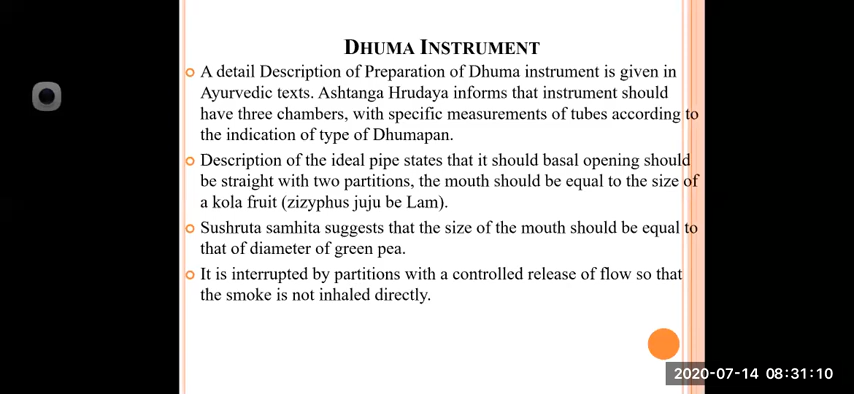 DHUMA INSTRUMENT
A detail Description of Preparation of Dhuma instrument is given in
Ayurvedic texts. Ashtanga Hrudaya informs that instrument should
have three chambers, with specific measurements of tubes according to
the indication of type of Dhumapan.
Description of the ideal pipe states that it should basal opening should
be straight with two partitions, the mouth should be equal to the size of
a kola fruit (zizyphus juju be Lam).
Sushruta samhita suggests that the size of the mouth should be equal to
that of diameter of green pea.
It is interrupted by partitions with a controlled release of flow so that
the smoke is not inhaled directly.
2020-07-14 08:31:10